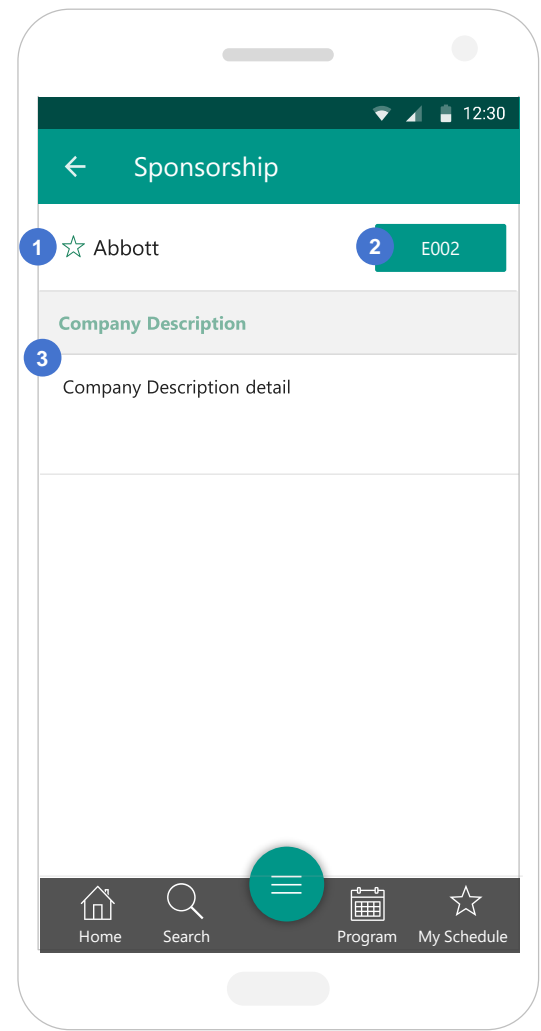 12:30
Sponsorship
1 Abbott 2 E002
Company Description
3
Company Description detail
Home Search Program My Schedule